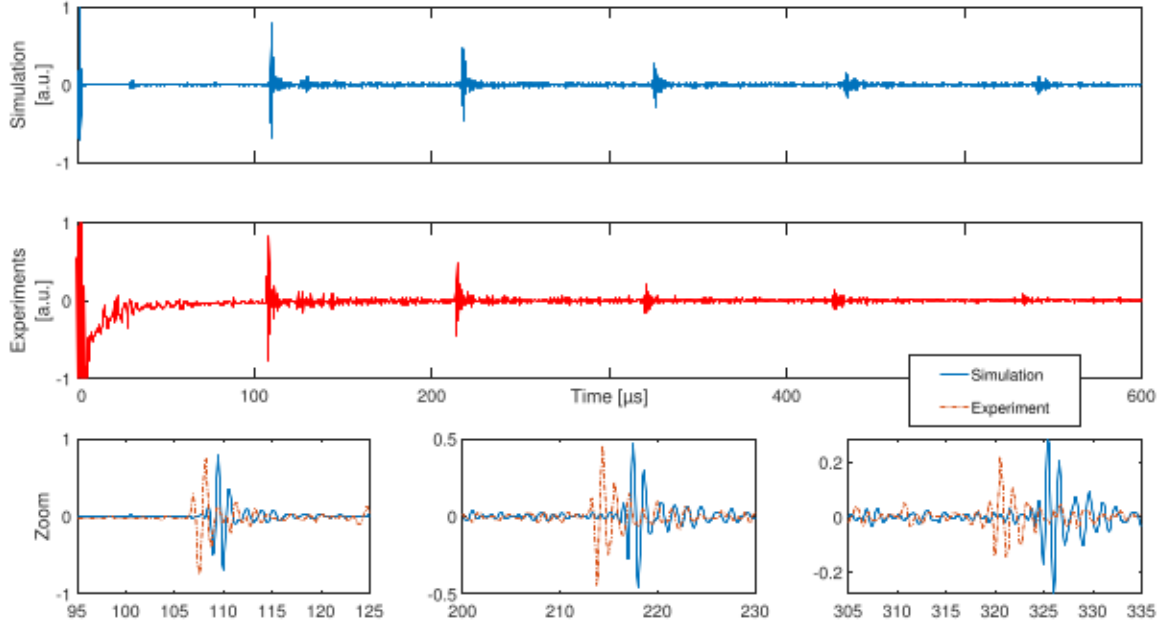 1
Simulation
[a.u.]
0
-1
1
Experiments
[a.u.]
0
-1
0 100 200 Time [µs] 400 600
Simulation
Experiment
1
Zoom
0
-1
95 100 105 110 115 120 125
0.5
0
-0.5
200 210 220 230
0.2
0
-0.2
305 310 315 320 325 330 335